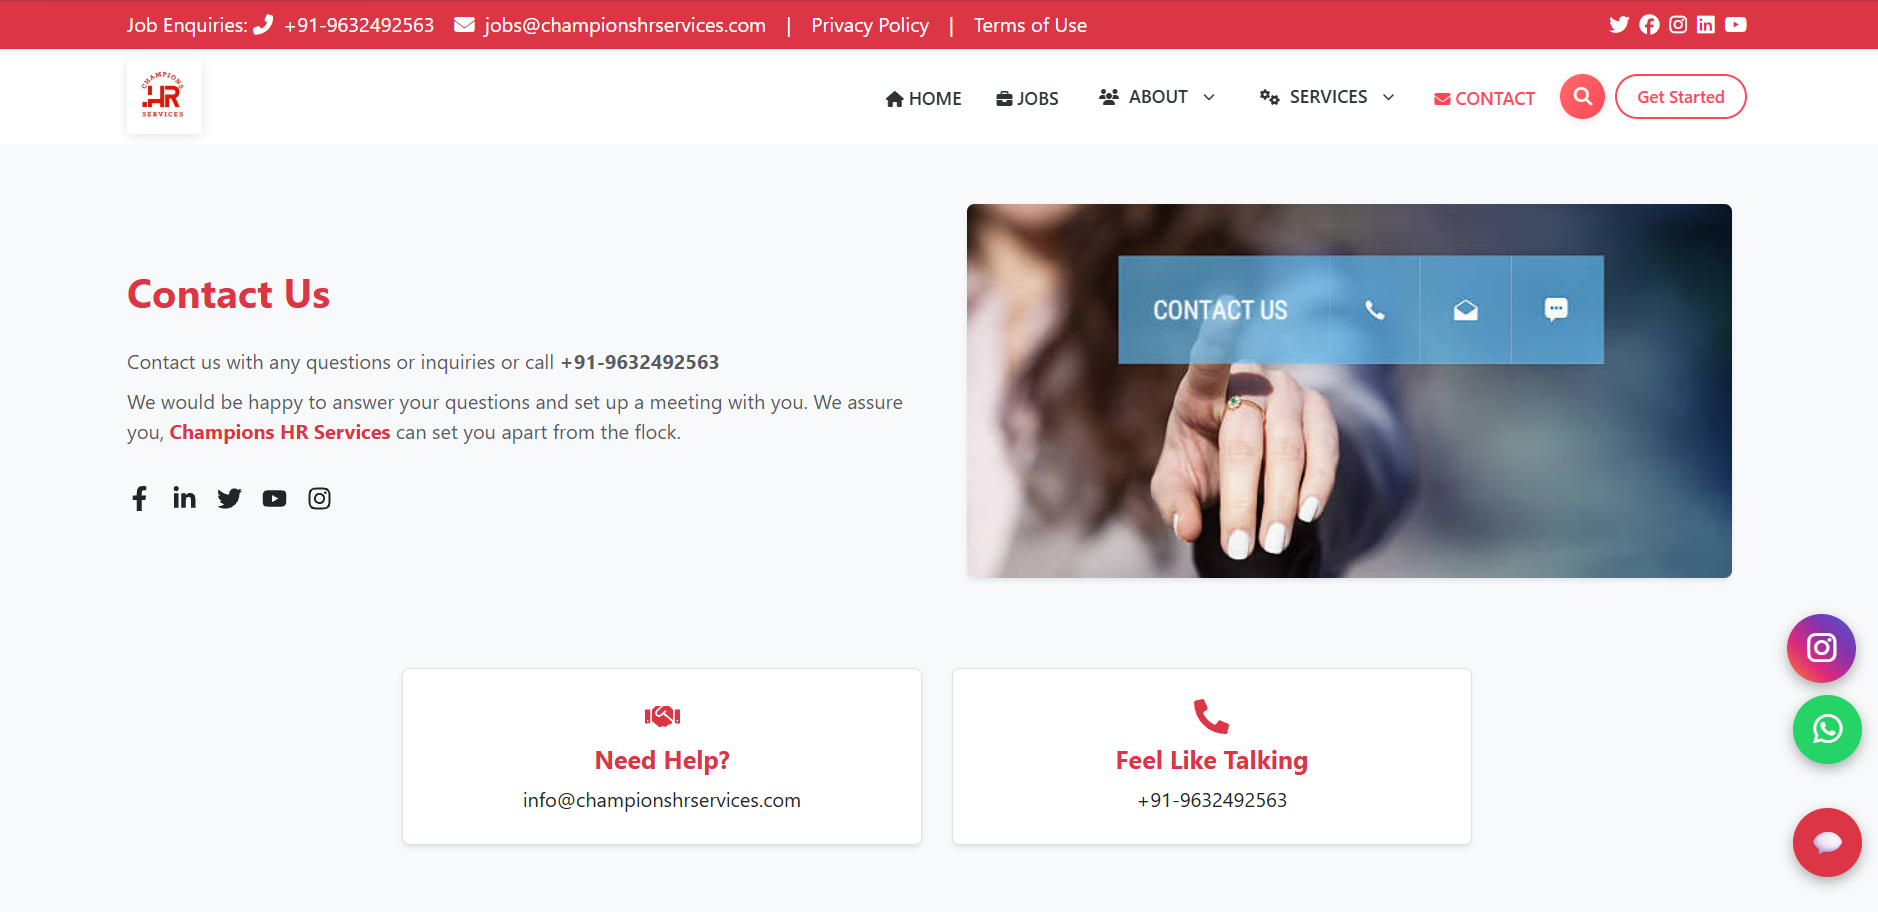 Job Enquiries: +91-9632492563 jobs@championshrservices.com | Privacy Policy | Terms of Use
CHAMPIONS
HR
SERVICES
HOME JOBS ABOUT SERVICES CONTACT Get Started
CONTACT US
Contact Us
Contact us with any questions or inquiries or call +91-9632492563
We would be happy to answer your questions and set up a meeting with you. We assure
you, Champions HR Services can set you apart from the flock.
Need Help?
info@championshrservices.com
Feel Like Talking
+91-9632492563